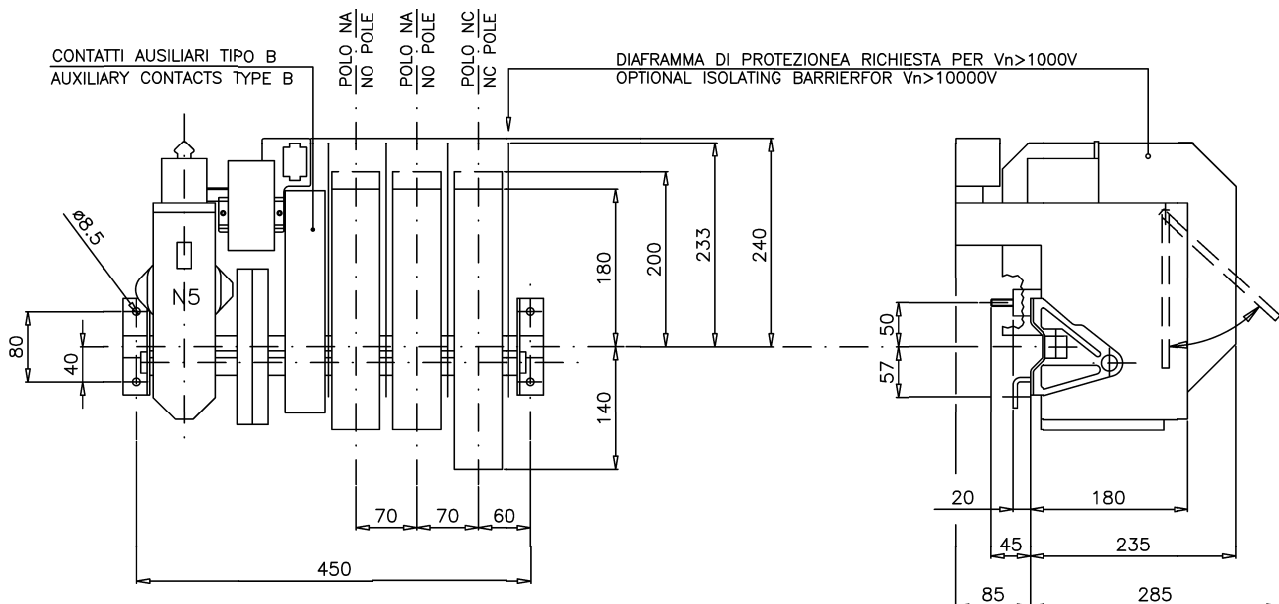 CONTATTI AUSILIARI TIPO B
AUXILIARY CONTACTS TYPE B
POLO NA
NO POLE
POLO NA
NO POLE
POLO NC
NC POLE
DIAFRAMMA DI PROTEZIONEA RICHIESTA PER Vn>1000V
OPTIONAL ISOLATING BARRIERFOR Vn>10000V
ø8.5
N5
80
40
180
200
233
240
140
70
70
60
450
50
57
20
180
45
235
85
285